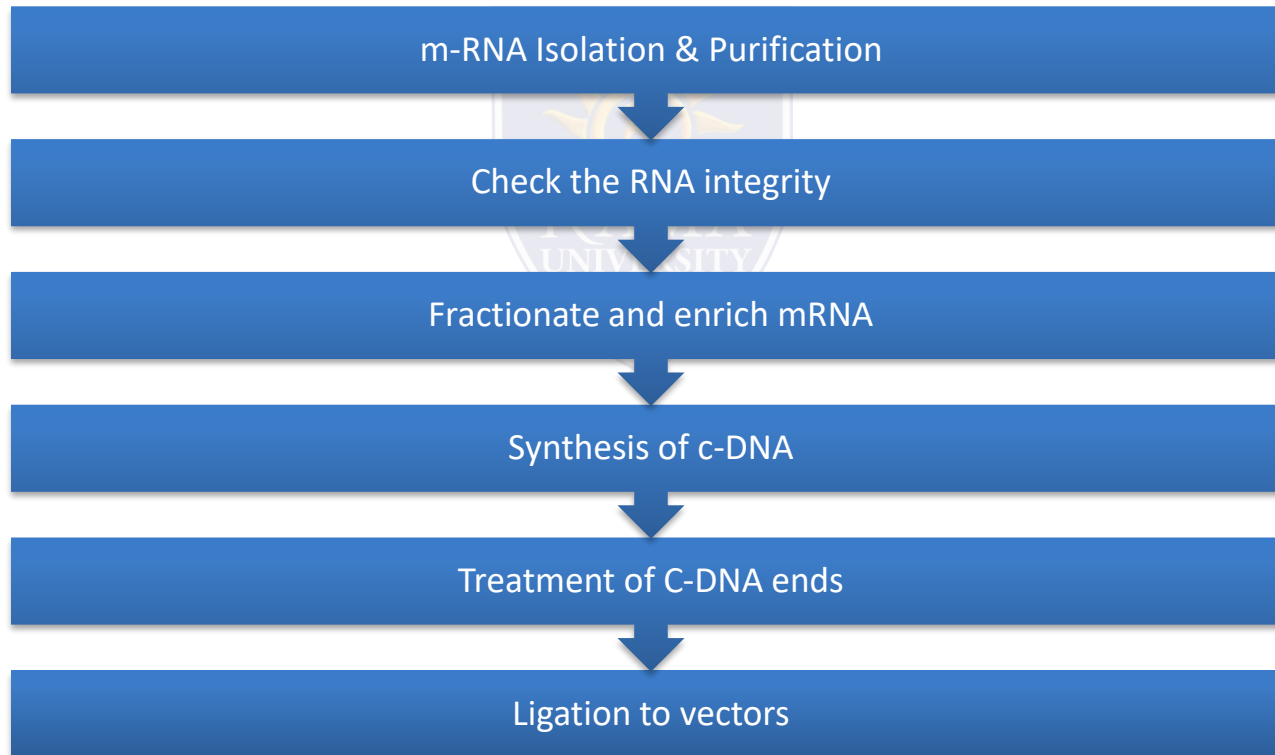 m-RNA Isolation & Purification
Check the RNA integrity
UNIVERSITY
Fractionate and enrich mRNA
Synthesis of c-DNA
Treatment of C-DNA ends
Ligation to vectors